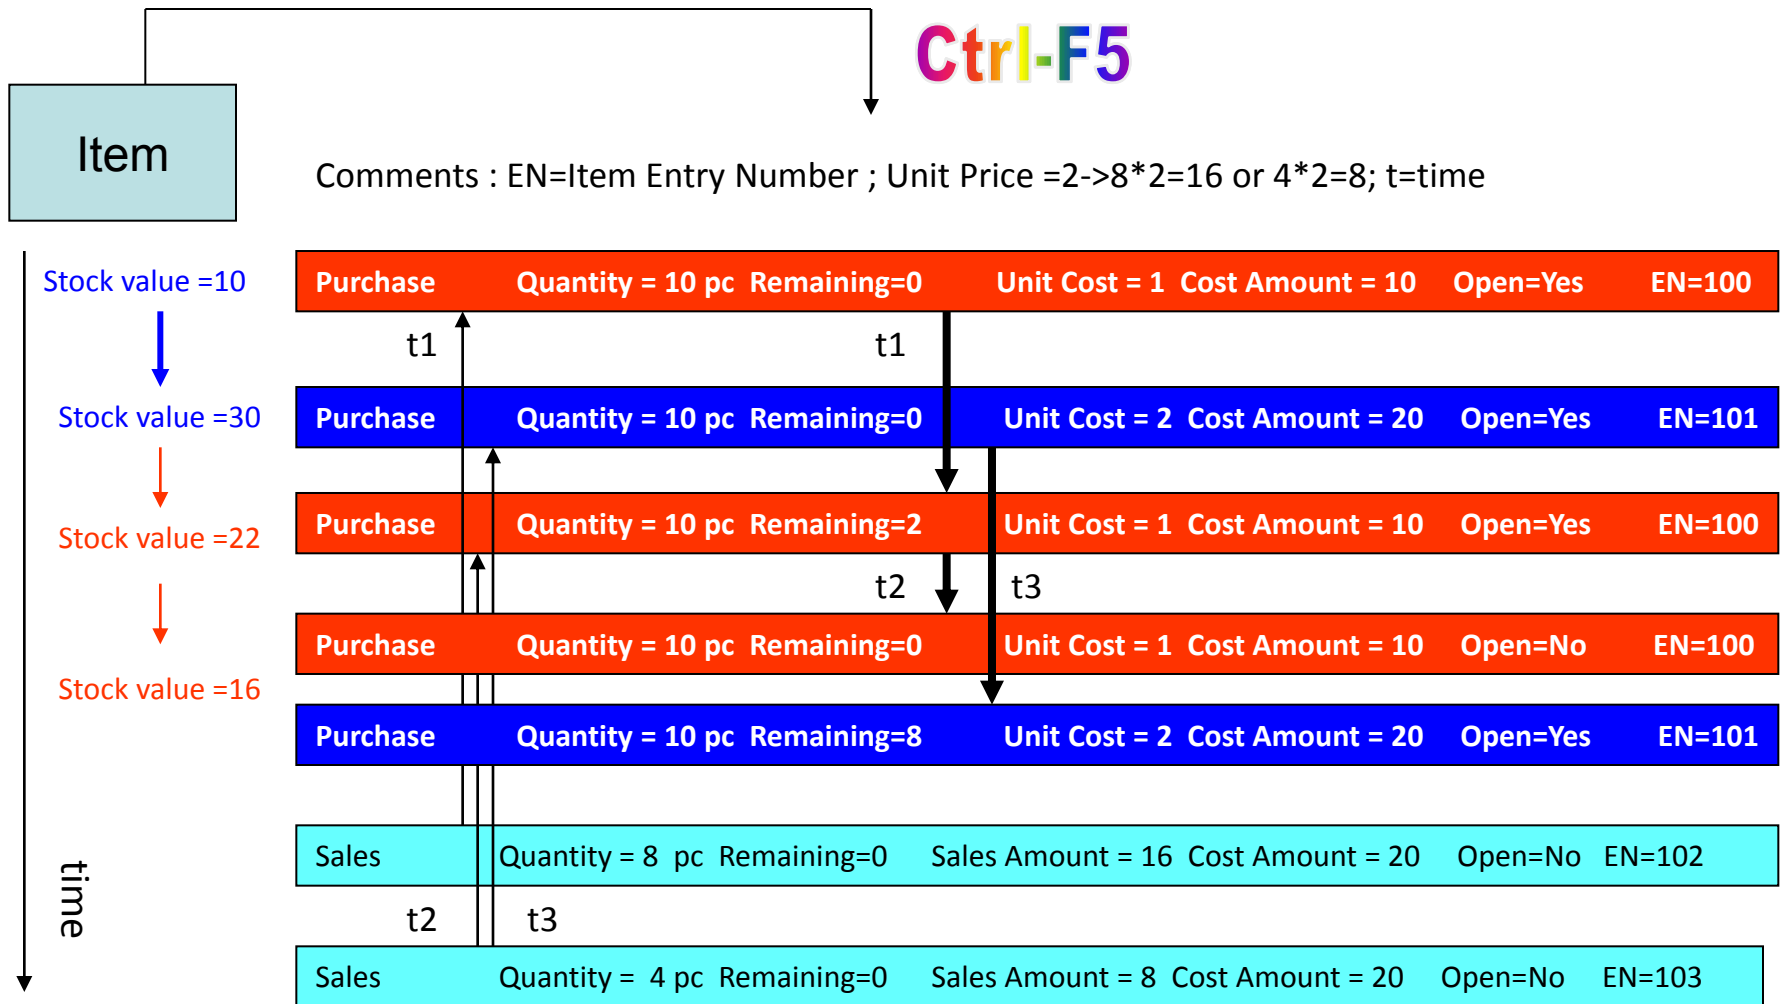 Ctrl-F5
Item
Comments : EN=Item Entry Number ; Unit Price =2->8*2=16 or 4*2=8; t=time
Stock value =10
Purchase Quantity = 10 pc Remaining=0 Unit Cost = 1 Cost Amount = 10 Open=Yes EN=100
t1 t1
Stock value =30
Purchase Quantity = 10 pc Remaining=0 Unit Cost = 2 Cost Amount = 20 Open=Yes EN=101
Stock value =22
Purchase Quantity = 10 pc Remaining=2 Unit Cost = 1 Cost Amount = 10 Open=Yes EN=100
t2 t3
Purchase Quantity = 10 pc Remaining=0 Unit Cost = 1 Cost Amount = 10 Open=No EN=100
Stock value =16
Purchase Quantity = 10 pc Remaining=8 Unit Cost = 2 Cost Amount = 20 Open=Yes EN=101
Sales Quantity = 8 pc Remaining=0 Sales Amount = 16 Cost Amount = 20 Open=No EN=102
time
t2 t3
Sales Quantity = 4 pc Remaining=0 Sales Amount = 8 Cost Amount = 20 Open=No EN=103